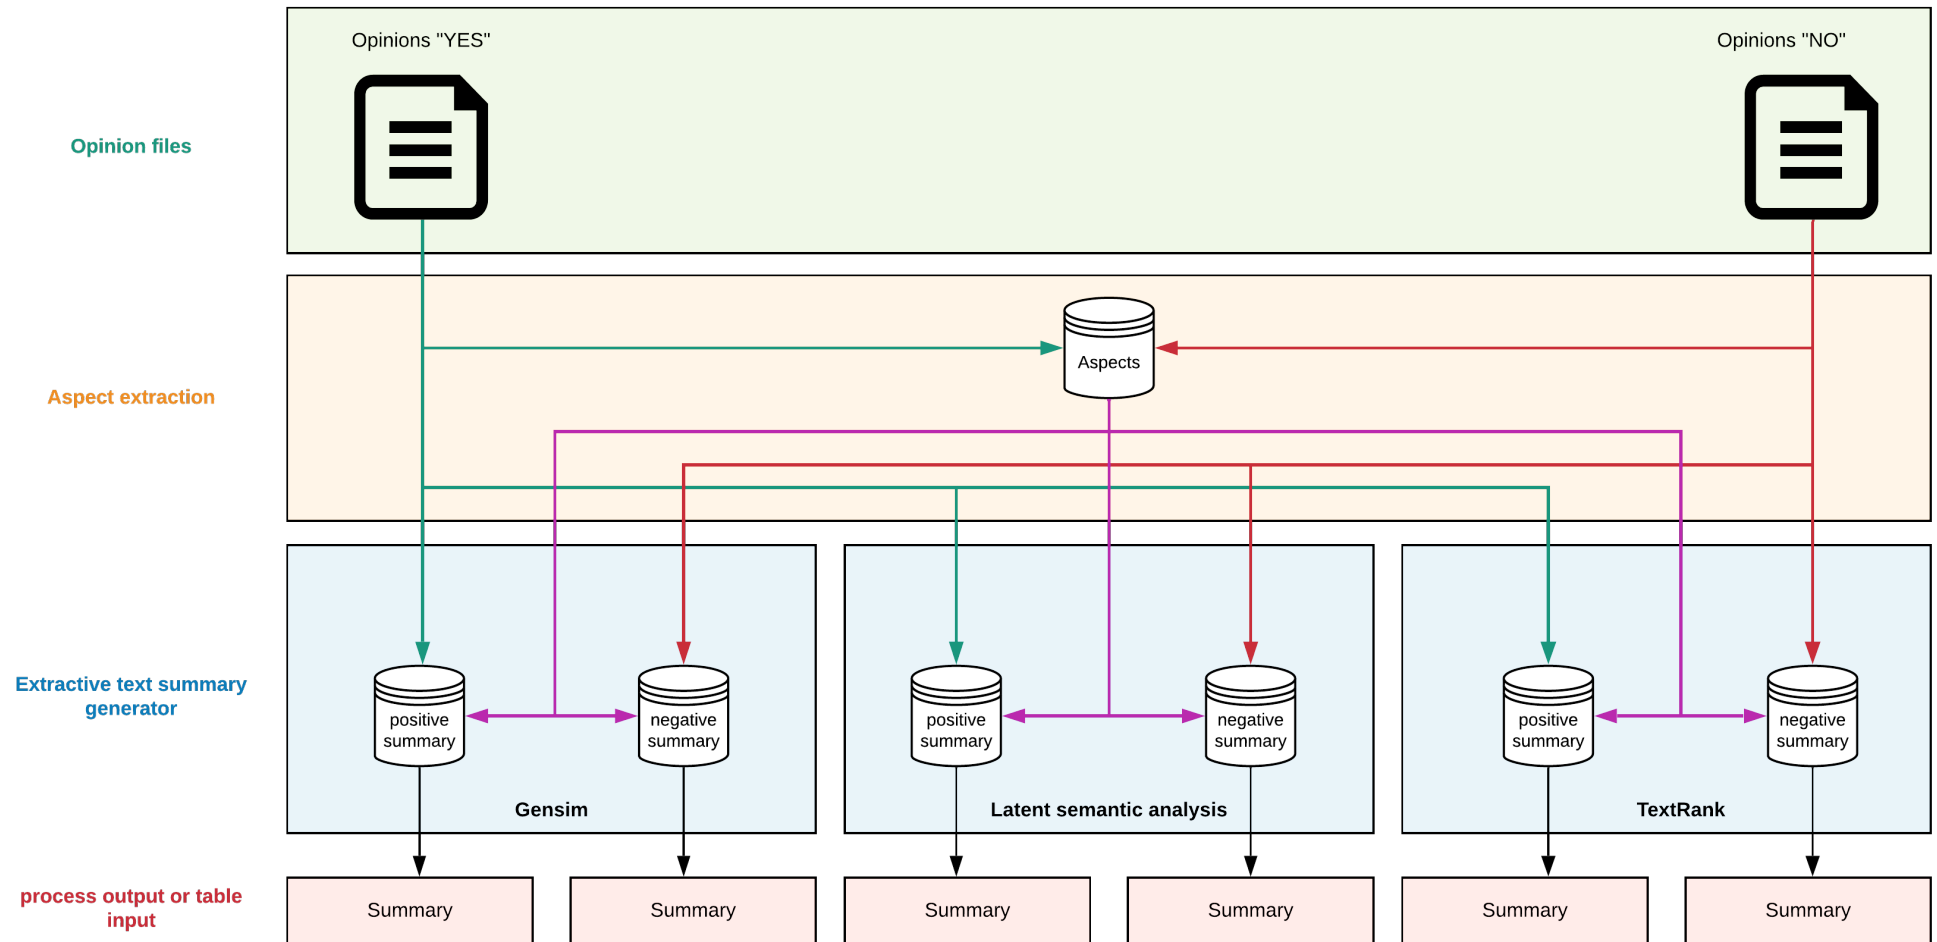 Opinions "YES"
Opinions "NO"
Opinion files
Aspects
Aspect extraction
Extractive text summary
generator
positive
summary
negative
summary
positive
summary
negative
summary
positive
summary
negative
summary
Gensim
Latent semantic analysis
TextRank
process output or table
input
Summary
Summary
Summary
Summary
Summary
Summary